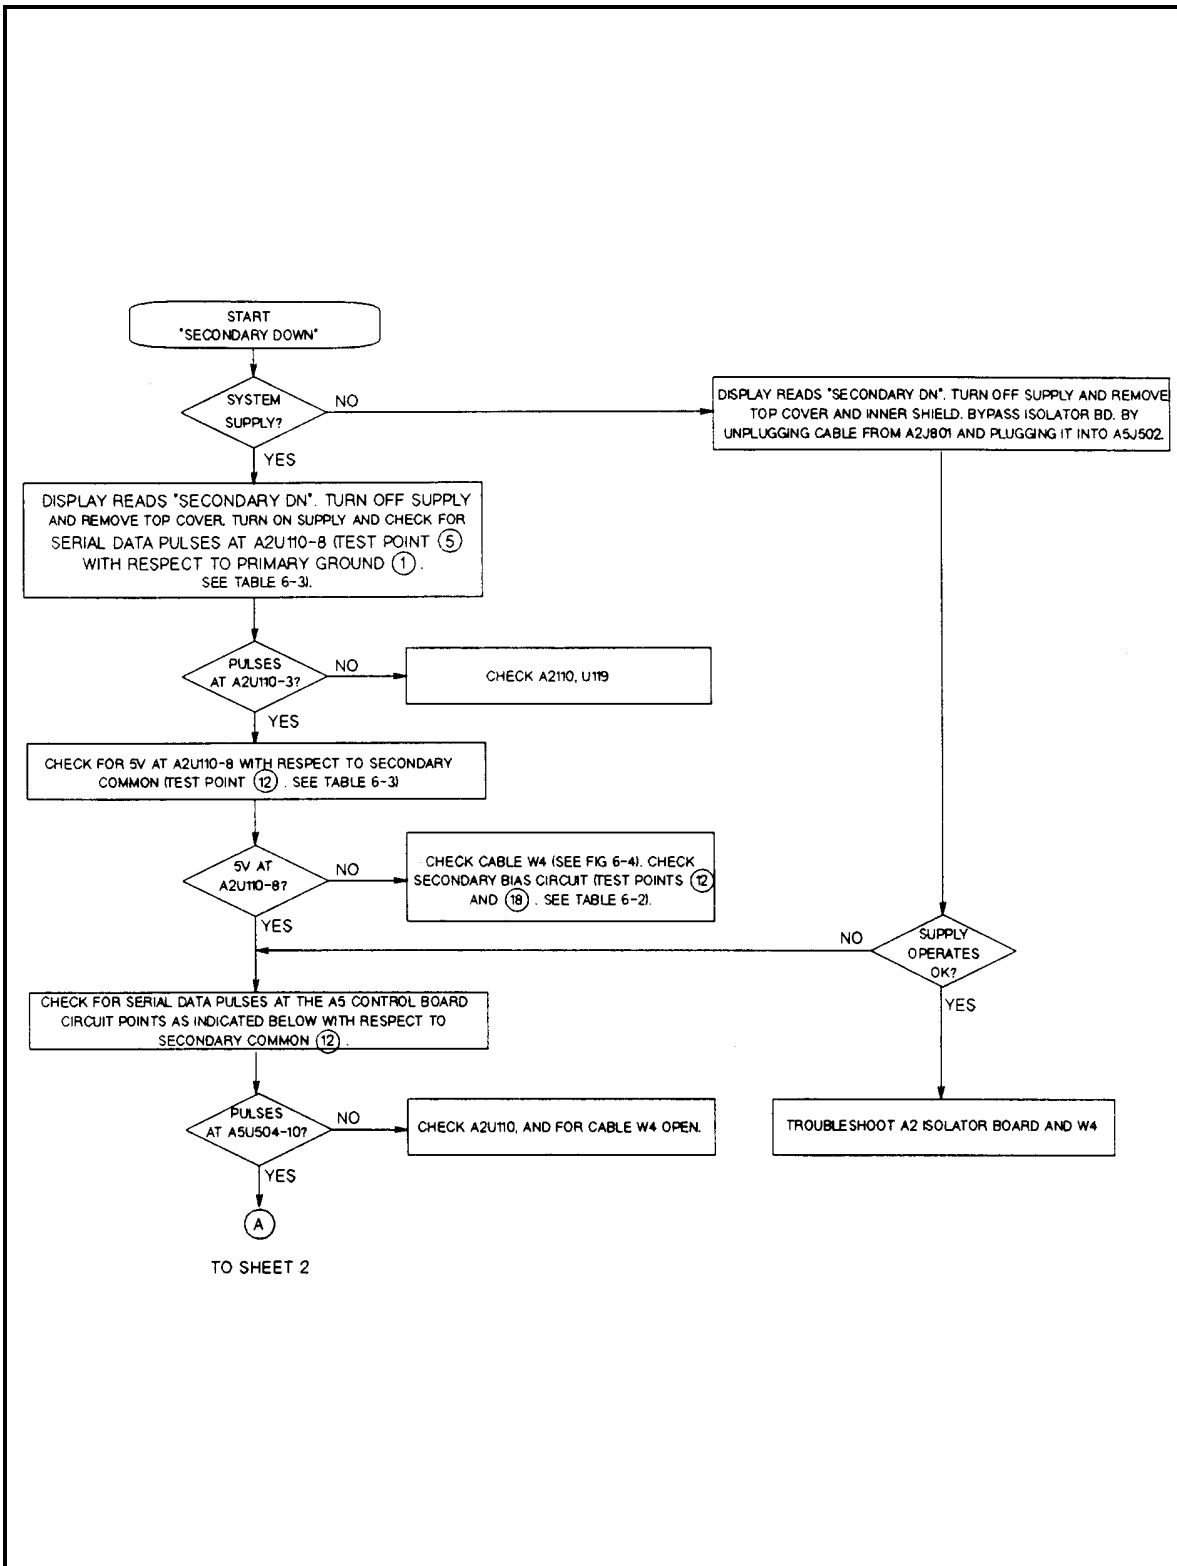 START
"SECONDARY DOWN"
SYSTEM
SUPPLY?
NO
YES
DISPLAY READS "SECONDARY DN". TURN OFF SUPPLY AND REMOVE
TOP COVER AND INNER SHIELD. BYPASS ISOLATOR BD. BY
UNPLUGGING CABLE FROM A2J801 AND PLUGGING IT INTO A5J502.
DISPLAY READS "SECONDARY DN". TURN OFF SUPPLY
AND REMOVE TOP COVER. TURN ON SUPPLY AND CHECK FOR
SERIAL DATA PULSES AT A2U110-8 (TEST POINT 5
WITH RESPECT TO PRIMARY GROUND 1 .
SEE TABLE 6-3).
PULSES
AT A2U110-3?
NO
YES
CHECK A2110, U119
CHECK FOR 5V AT A2U110-8 WITH RESPECT TO SECONDARY
COMMON (TEST POINT 12 . SEE TABLE 6-3)
5V AT
A2U110-8?
NO
YES
CHECK CABLE W4 (SEE FIG 6-4). CHECK
SECONDARY BIAS CIRCUIT (TEST POINTS 12
AND 18 . SEE TABLE 6-2).
SUPPLY
OPERATES
OK?
NO
YES
CHECK FOR SERIAL DATA PULSES AT THE A5 CONTROL BOARD
CIRCUIT POINTS AS INDICATED BELOW WITH RESPECT TO
SECONDARY COMMON 12 .
PULSES
AT A5U504-10?
NO
YES
CHECK A2U110, AND FOR CABLE W4 OPEN.
TROUBLESHOOT A2 ISOLATOR BOARD AND W4
A
TO SHEET 2